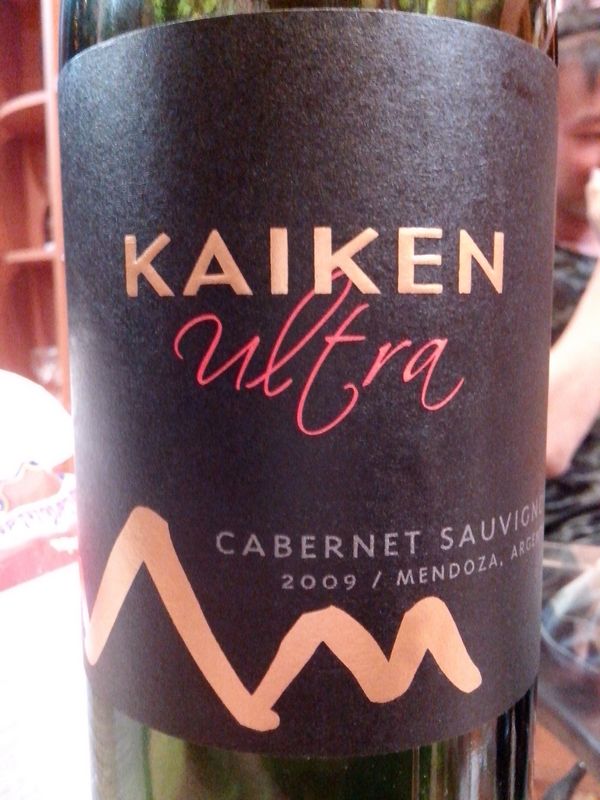 KAIKEN
ultra
CABERNET SAUVIGN
2009 / MENDOZA, ARGE